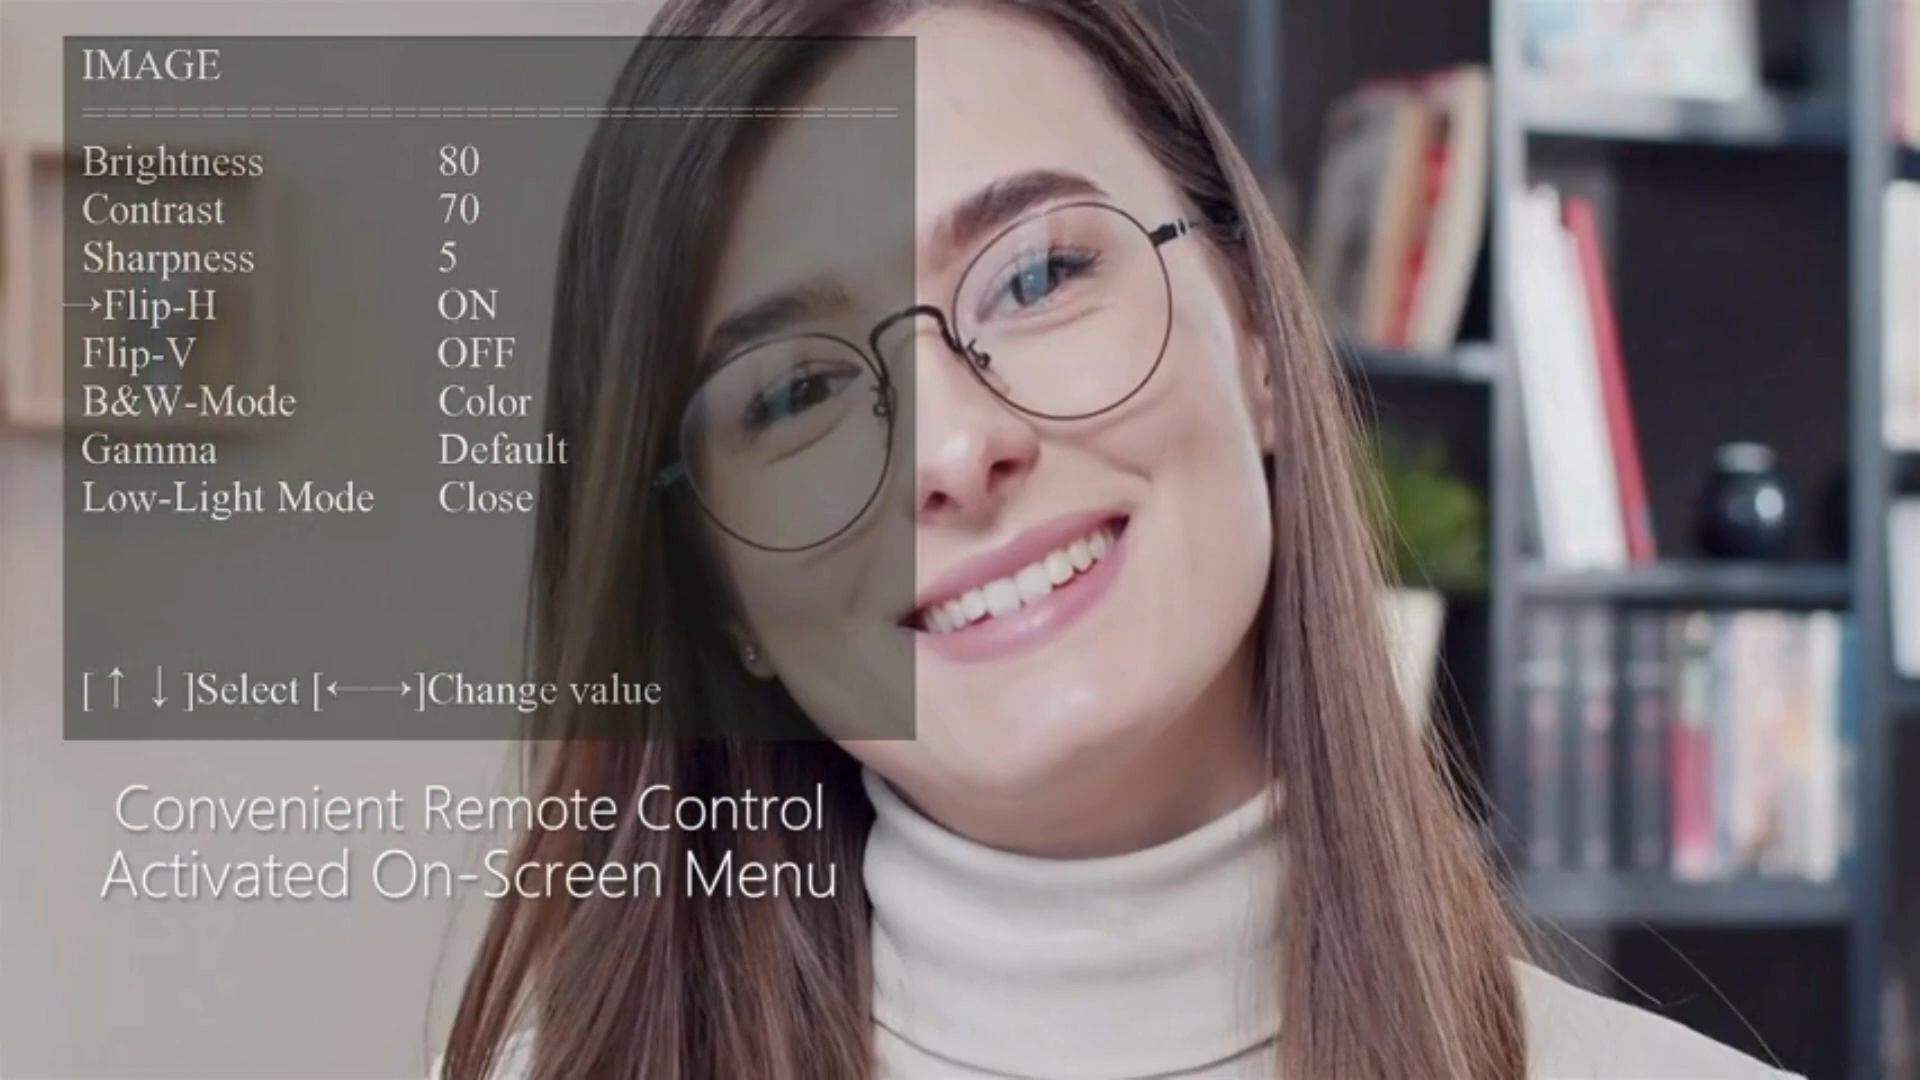 IMAGE
==========================================
Brightness 80
Contrast 70
Sharpness 5
→Flip-H ON
Flip-V OFF
B&W-Mode Color
Gamma Default
Low-Light Mode Close
[↑ ↓]Select [←→]Change value
Convenient Remote Control
Activated On-Screen Menu